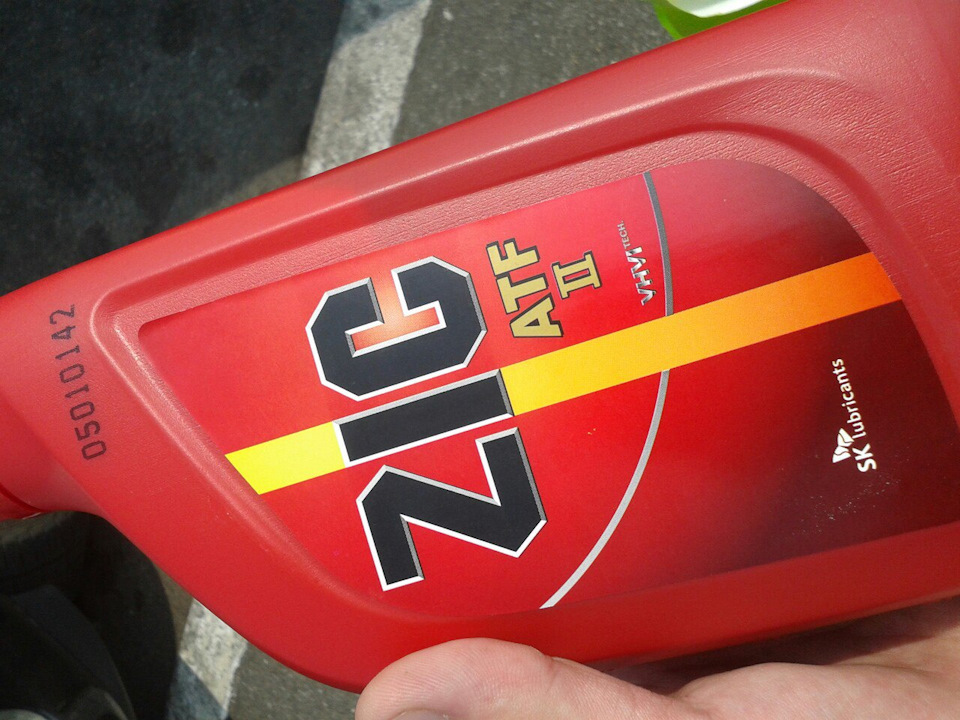 05010142
ZIC
ATF
II
VHVI TECH
SK lubricants